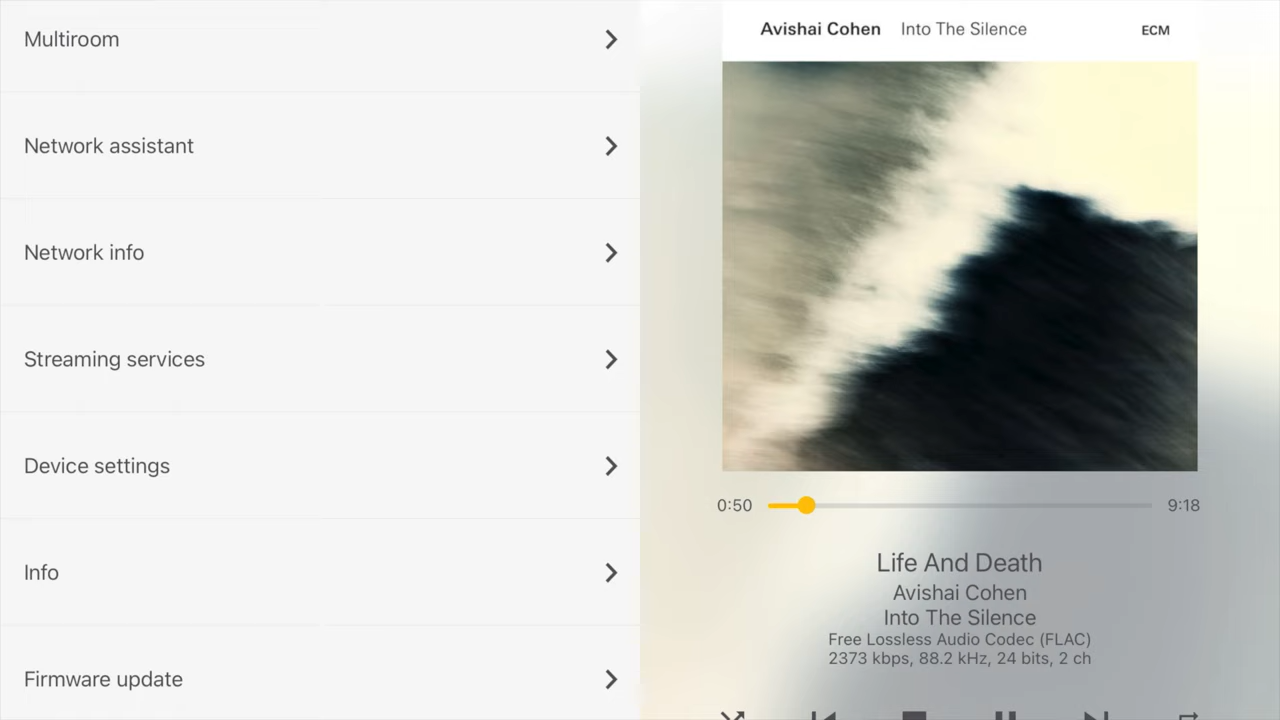 Multiroom
Network assistant
Network info
Streaming services
Device settings
Info
Firmware update
Avishai Cohen Into The Silence ECM
0:50 9:18
Life And Death
Avishai Cohen
Into The Silence
Free Lossless Audio Codec (FLAC)
2373 kbps, 88.2 kHz, 24 bits, 2 ch